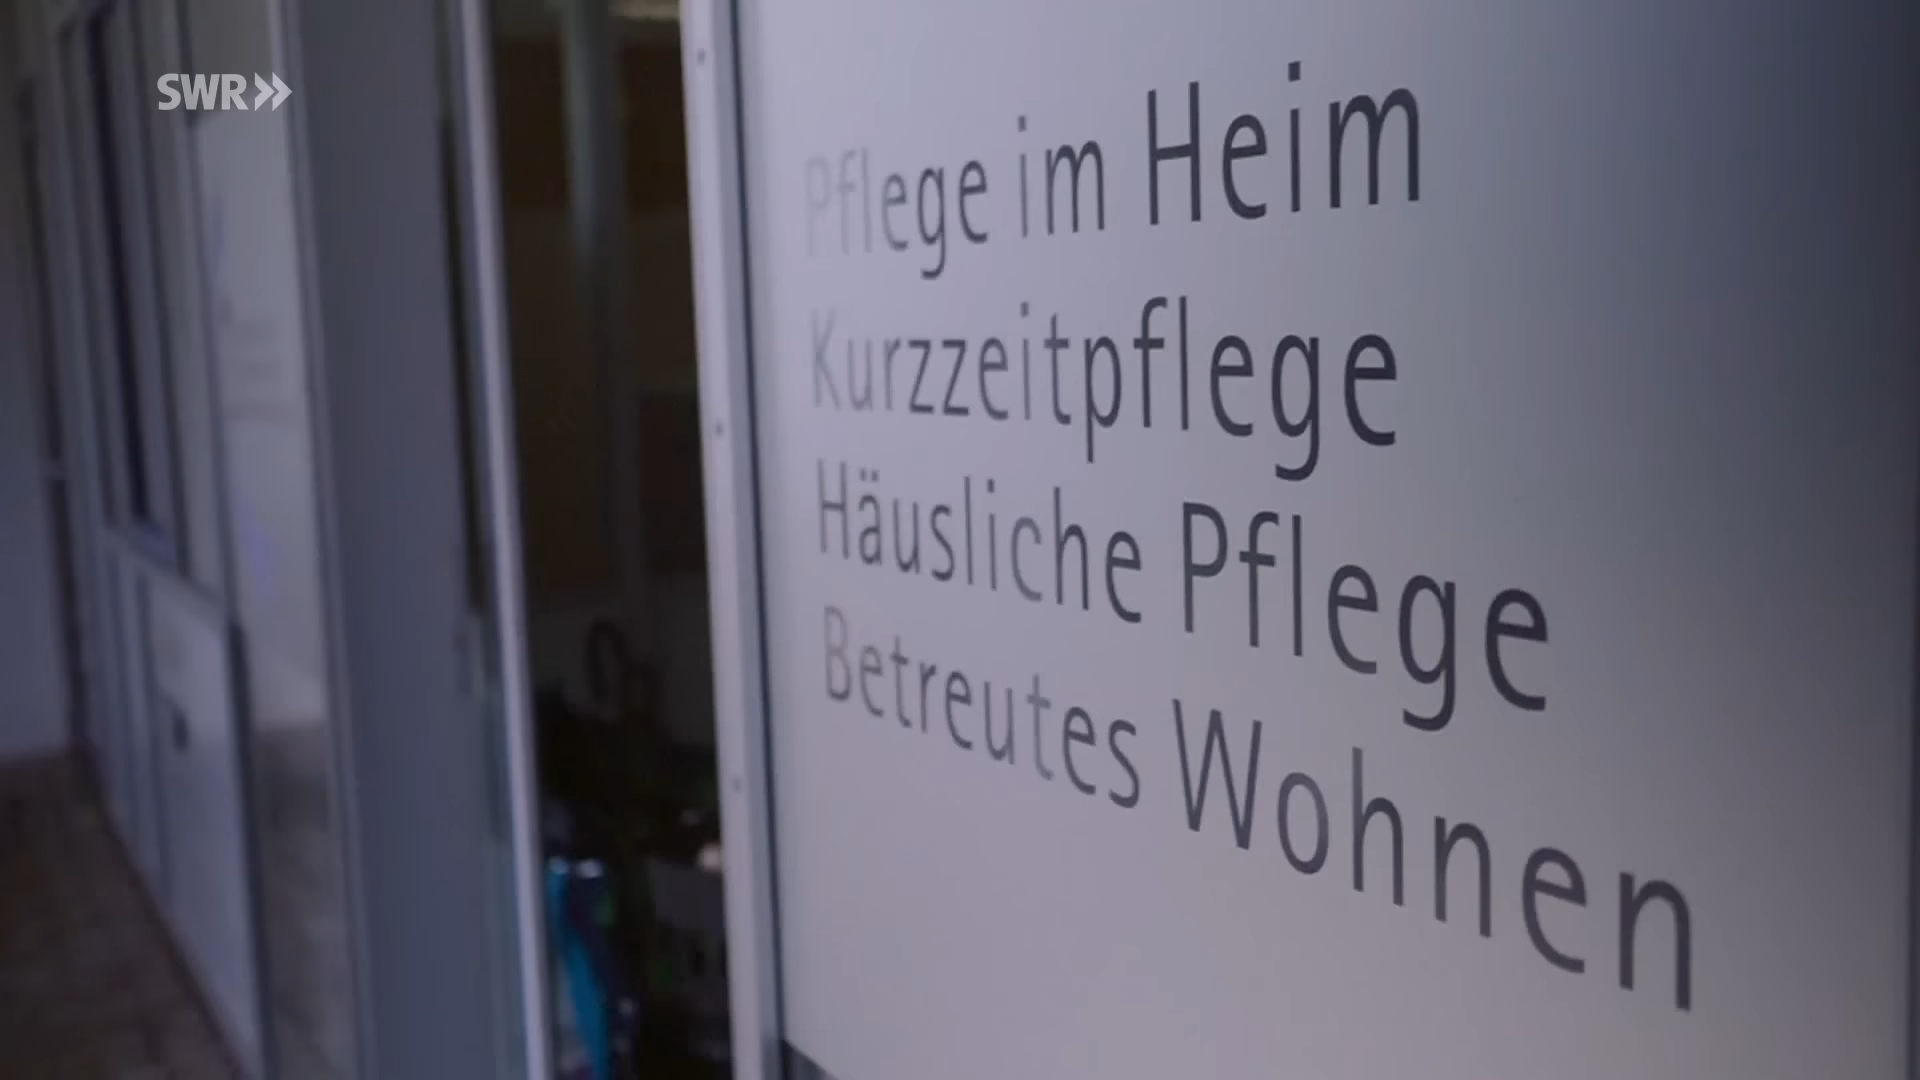 SWR
Pflege im Heim
Kurzzeitpflege
Häusliche Pflege
Betreutes Wohnen